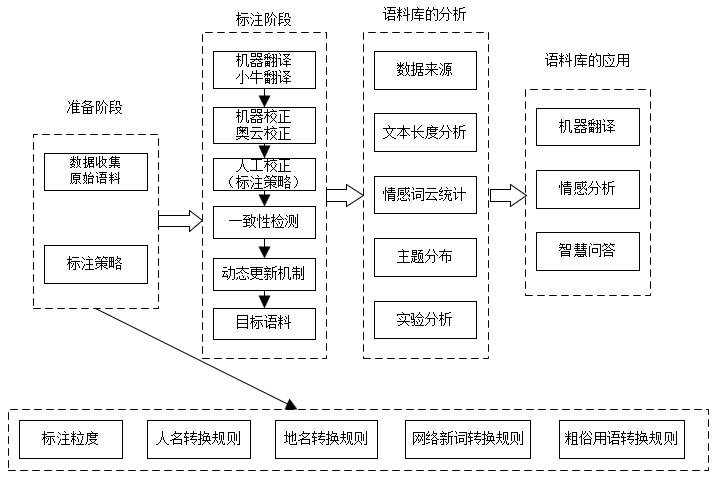 准备阶段
数据收集
原始语料
标注策略
标注阶段
机器翻译
小牛翻译
机器校正
奥云校正
人工校正
（标注策略）
一致性检测
动态更新机制
目标语料
语料库的分析
数据来源
文本长度分析
情感词云统计
主题分布
实验分析
语料库的应用
机器翻译
情感分析
智慧问答
标注粒度
人名转换规则
地名转换规则
网络新词转换规则
粗俗用语转换规则